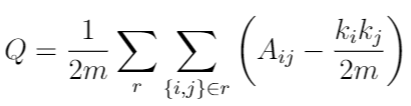 Q = \frac{1}{2m} \sum_{r} \sum_{\{i,j\} \in r} \left( A_{ij} - \frac{k_i k_j}{2m} \right)